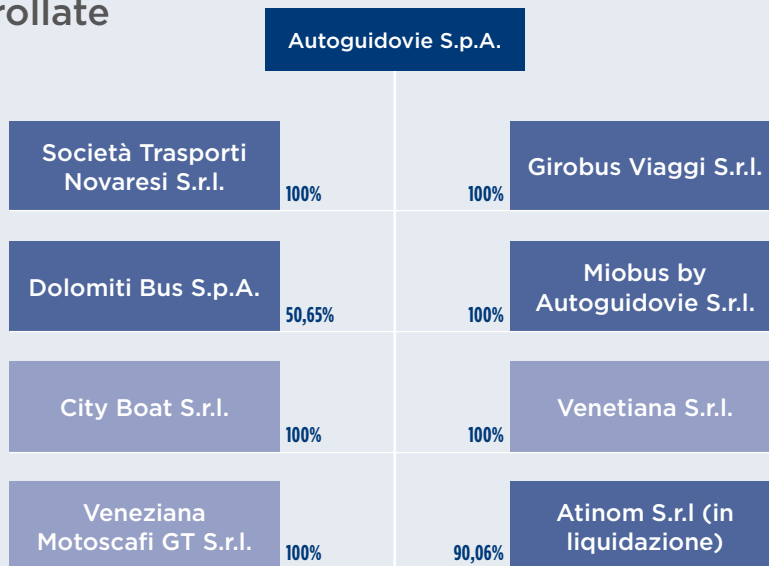 Autoguidovie S.p.A.
Società Trasporti
Novaresi S.r.l.
100%
100%
Girobus Viaggi S.r.l.
Dolomiti Bus S.p.A.
50,65%
100%
Miobus by
Autoguidovie S.r.l.
City Boat S.r.l.
100%
100%
Venetiana S.r.l.
Veneziana
Motoscafi GT S.r.l.
100%
90,06%
Atinom S.r.l (in
liquidazione)